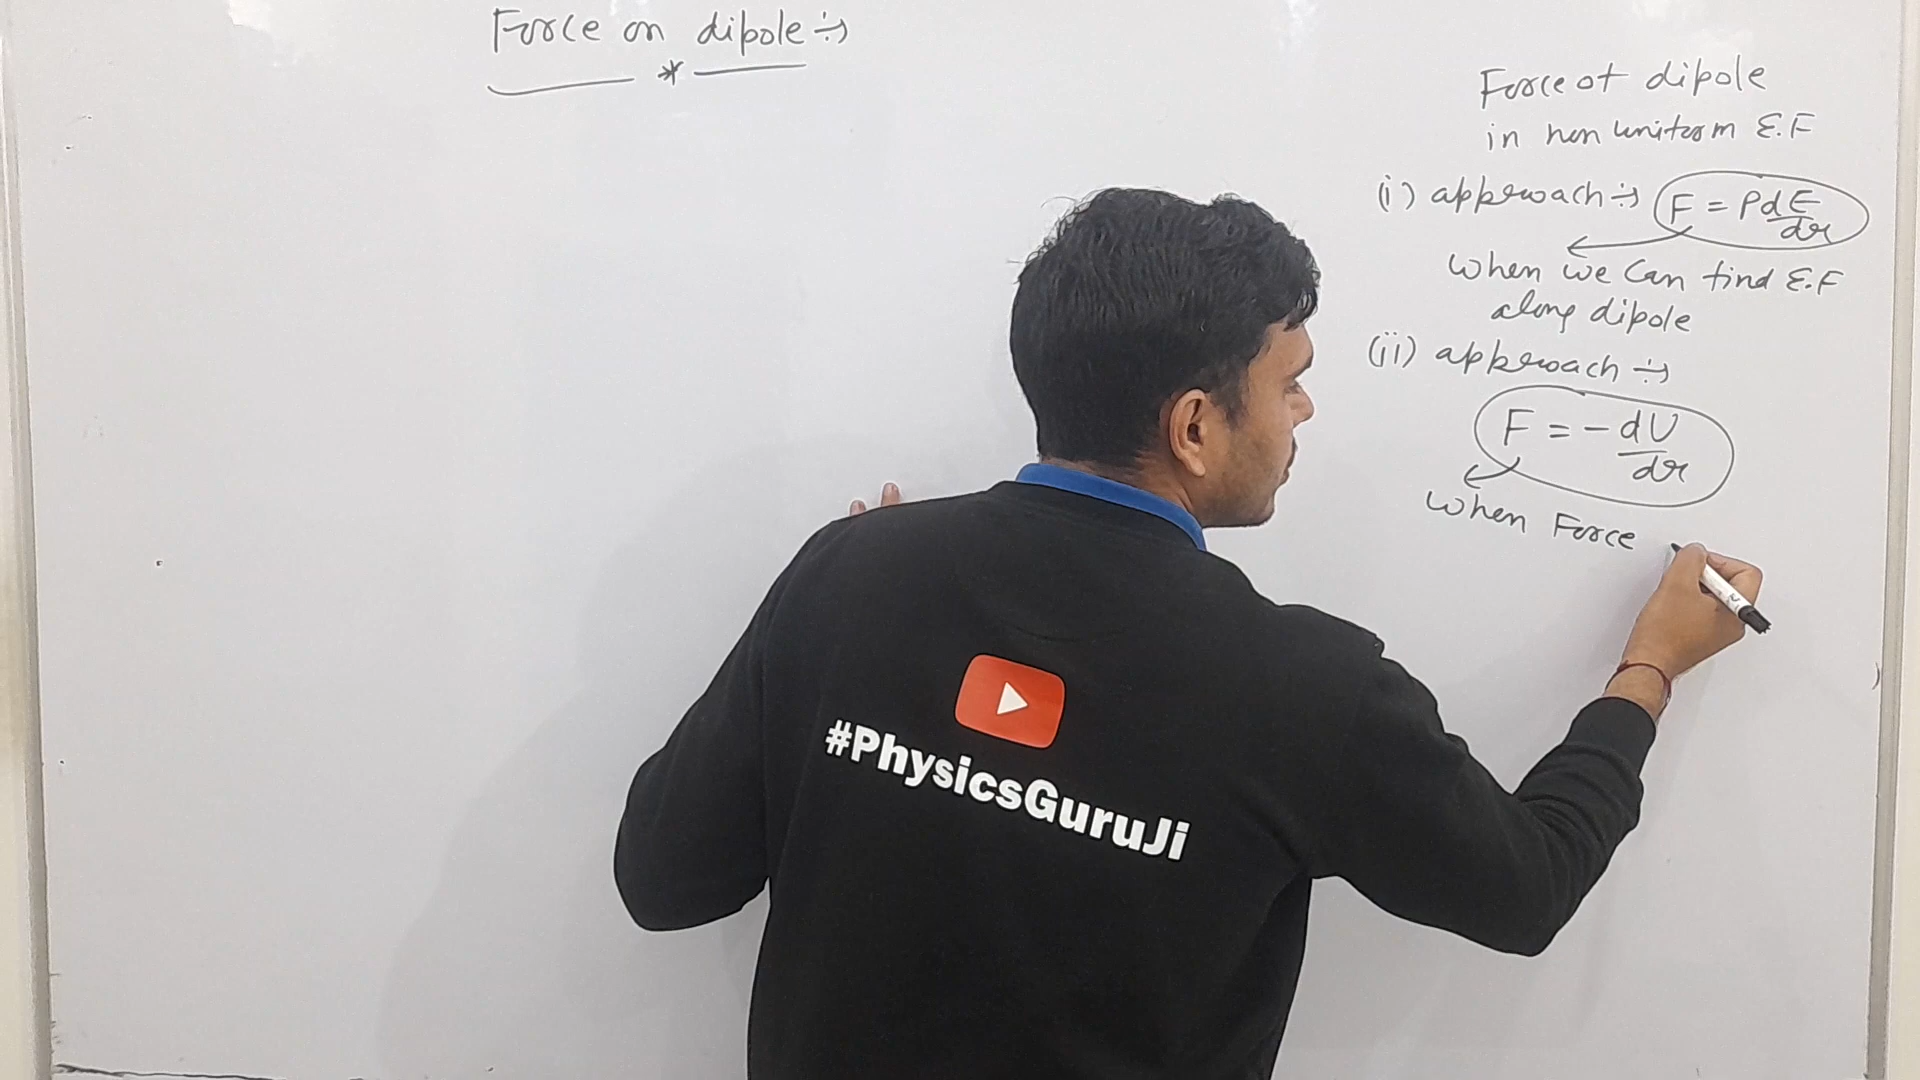 Force on dipole :→
*
Force of dipole
in non uniform E.F
(i) approach :→ F = P dE/dr
When we can find E.F
along dipole
(ii) approach :→
F = - dU/dr
When Force
#PhysicsGuruJi